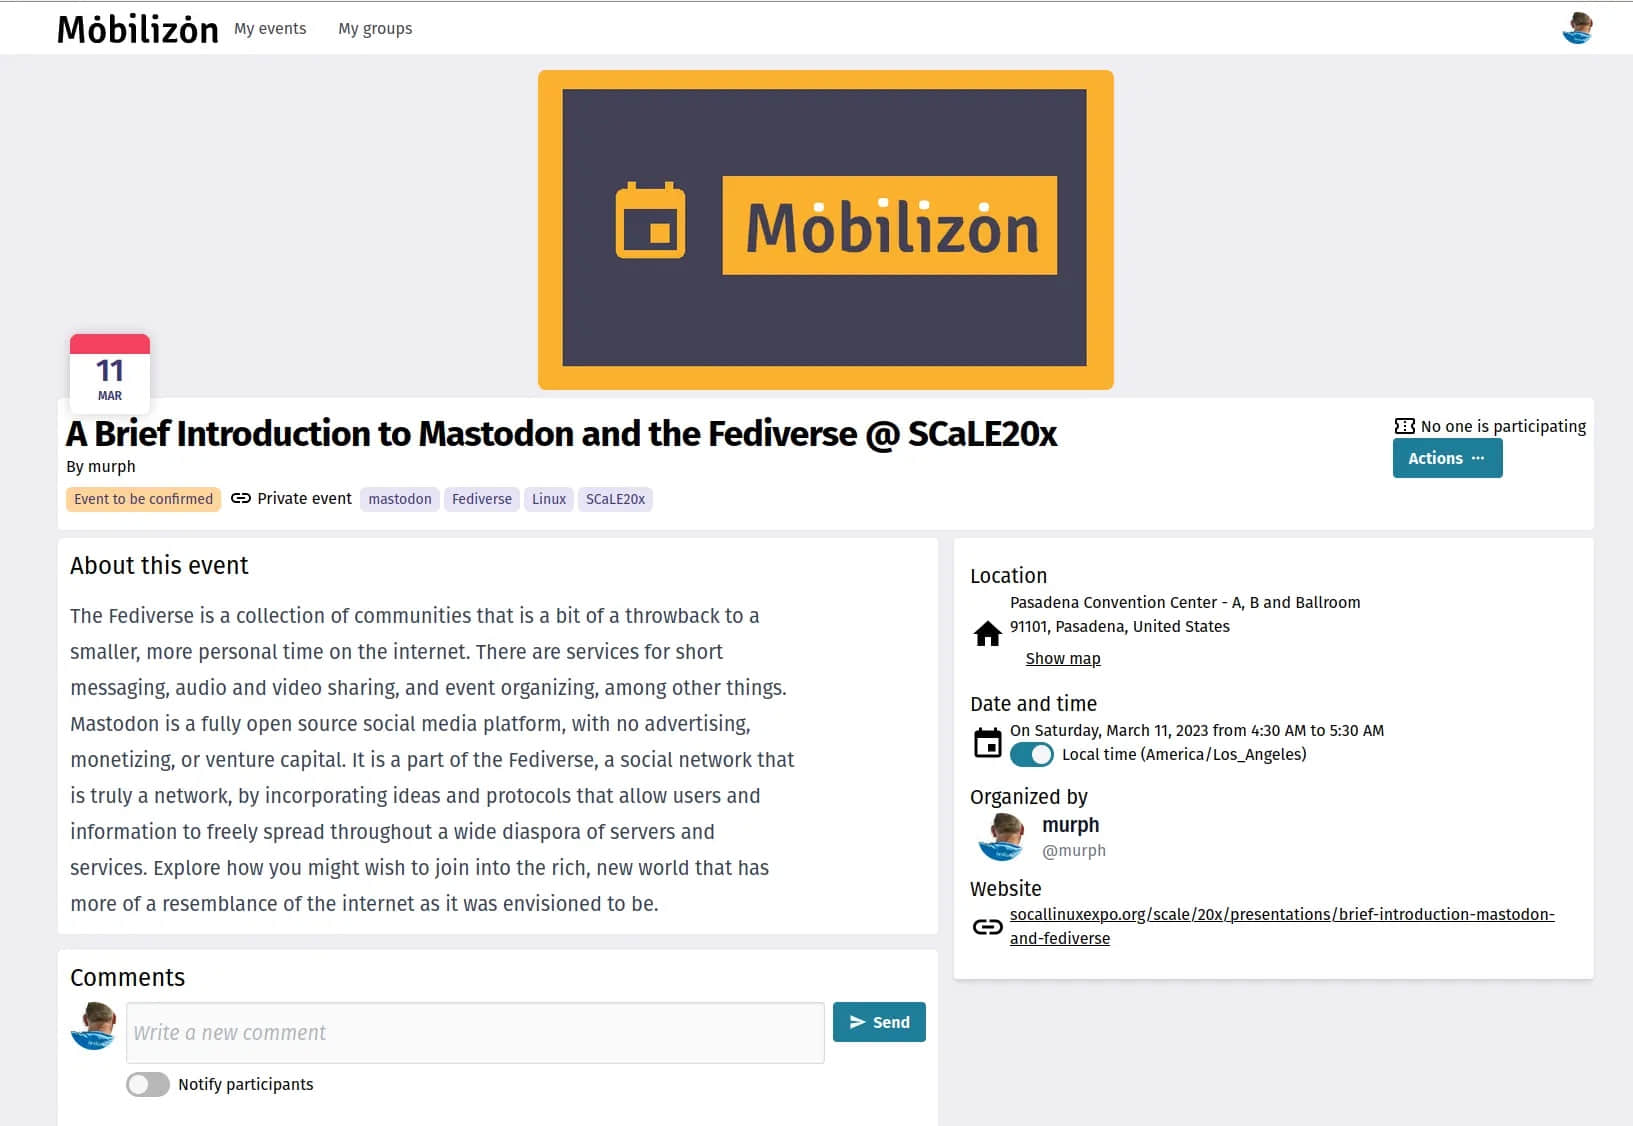 Mobilizon My events My groups
Mobilizon
11
MAR
A Brief Introduction to Mastodon and the Fediverse @ SCaLE20x
By murph
Event to be confirmed Private event mastodon Fediverse Linux SCaLE20x
No one is participating
Actions ···
About this event
The Fediverse is a collection of communities that is a bit of a throwback to a
smaller, more personal time on the internet. There are services for short
messaging, audio and video sharing, and event organizing, among other things.
Mastodon is a fully open source social media platform, with no advertising,
monetizing, or venture capital. It is a part of the Fediverse, a social network that
is truly a network, by incorporating ideas and protocols that allow users and
information to freely spread throughout a wide diaspora of servers and
services. Explore how you might wish to join into the rich, new world that has
more of a resemblance of the internet as it was envisioned to be.
Location
Pasadena Convention Center - A, B and Ballroom
91101, Pasadena, United States
Show map
Date and time
On Saturday, March 11, 2023 from 4:30 AM to 5:30 AM
Local time (America/Los_Angeles)
Organized by
murph
@murph
Website
socallinuxexpo.org/scale/20x/presentations/brief-introduction-mastodon-
and-fediverse
Comments
Write a new comment
Send
Notify participants